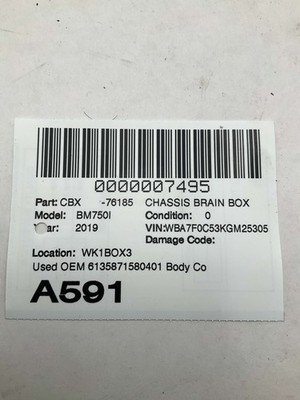 0000007495
Part: CBX -76185 CHASSIS BRAIN BOX
Model: BM750I Condition: 0
ar: 2019 VIN:WBA7F0C53KGM25305
Damage Code:
Location: WK1BOX3
Used OEM 6135871580401 Body Co
A591